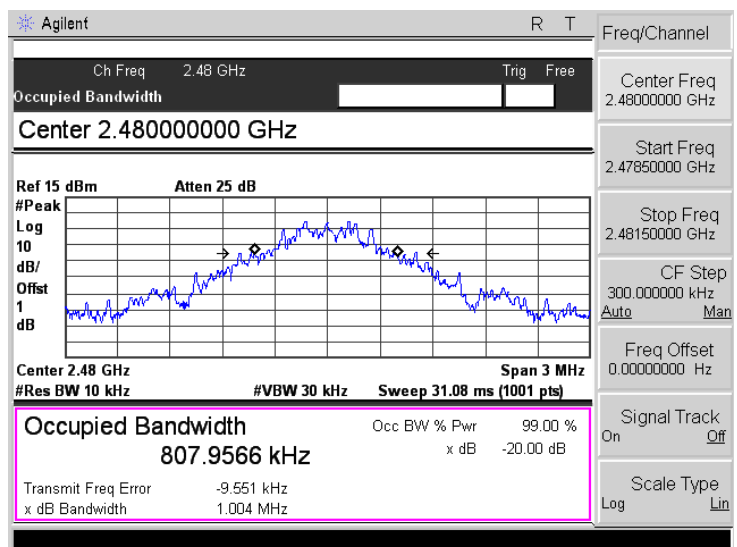 Agilent R T
Ch Freq 2.48 GHz Trig Free
Occupied Bandwidth
Center 2.480000000 GHz
Ref 15 dBm Atten 25 dB
#Peak
Log
10
dB/
Offst
1
dB
Center 2.48 GHz Span 3 MHz
#Res BW 10 kHz #VBW 30 kHz Sweep 31.08 ms (1001 pts)
Occupied Bandwidth Occ BW % Pwr 99.00 %
807.9566 kHz x dB -20.00 dB
Transmit Freq Error -9.551 kHz
x dB Bandwidth 1.004 MHz
Freq/Channel
Center Freq
2.48000000 GHz
Start Freq
2.47850000 GHz
Stop Freq
2.48150000 GHz
CF Step
300.000000 kHz
Auto Man
Freq Offset
0.00000000 Hz
Signal Track
On Off
Scale Type
Log Lin